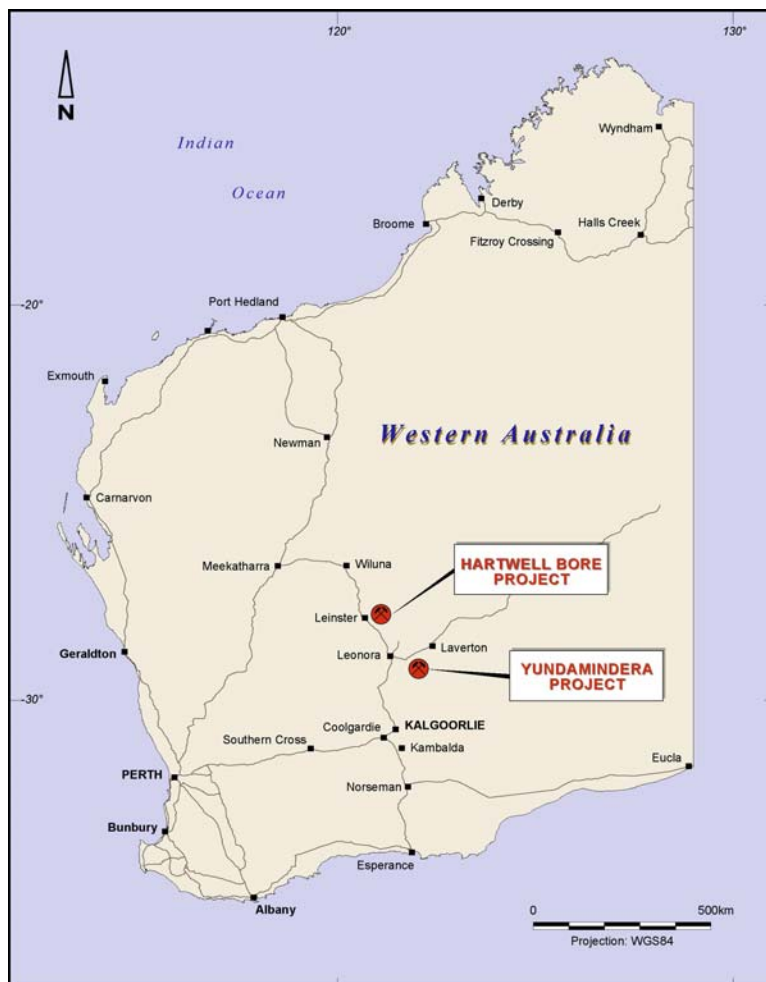 120°
130°
N
Indian
Ocean
Wyndham
Derby
Broome
Halls Creek
Fitzroy Crossing
-20°
Port Hedland
Exmouth
Western Australia
Newman
Carnarvon
HARTWELL BORE
PROJECT
Meekatharra
Wiluna
Leinster
Laverton
Geraldton
Leonora
YUNDAMINDERA
PROJECT
-30°
Coolgardie
KALGOORLIE
Southern Cross
Kambalda
Eucla
PERTH
Norseman
Bunbury
Esperance
Albany
0
500km
Projection: WGS84